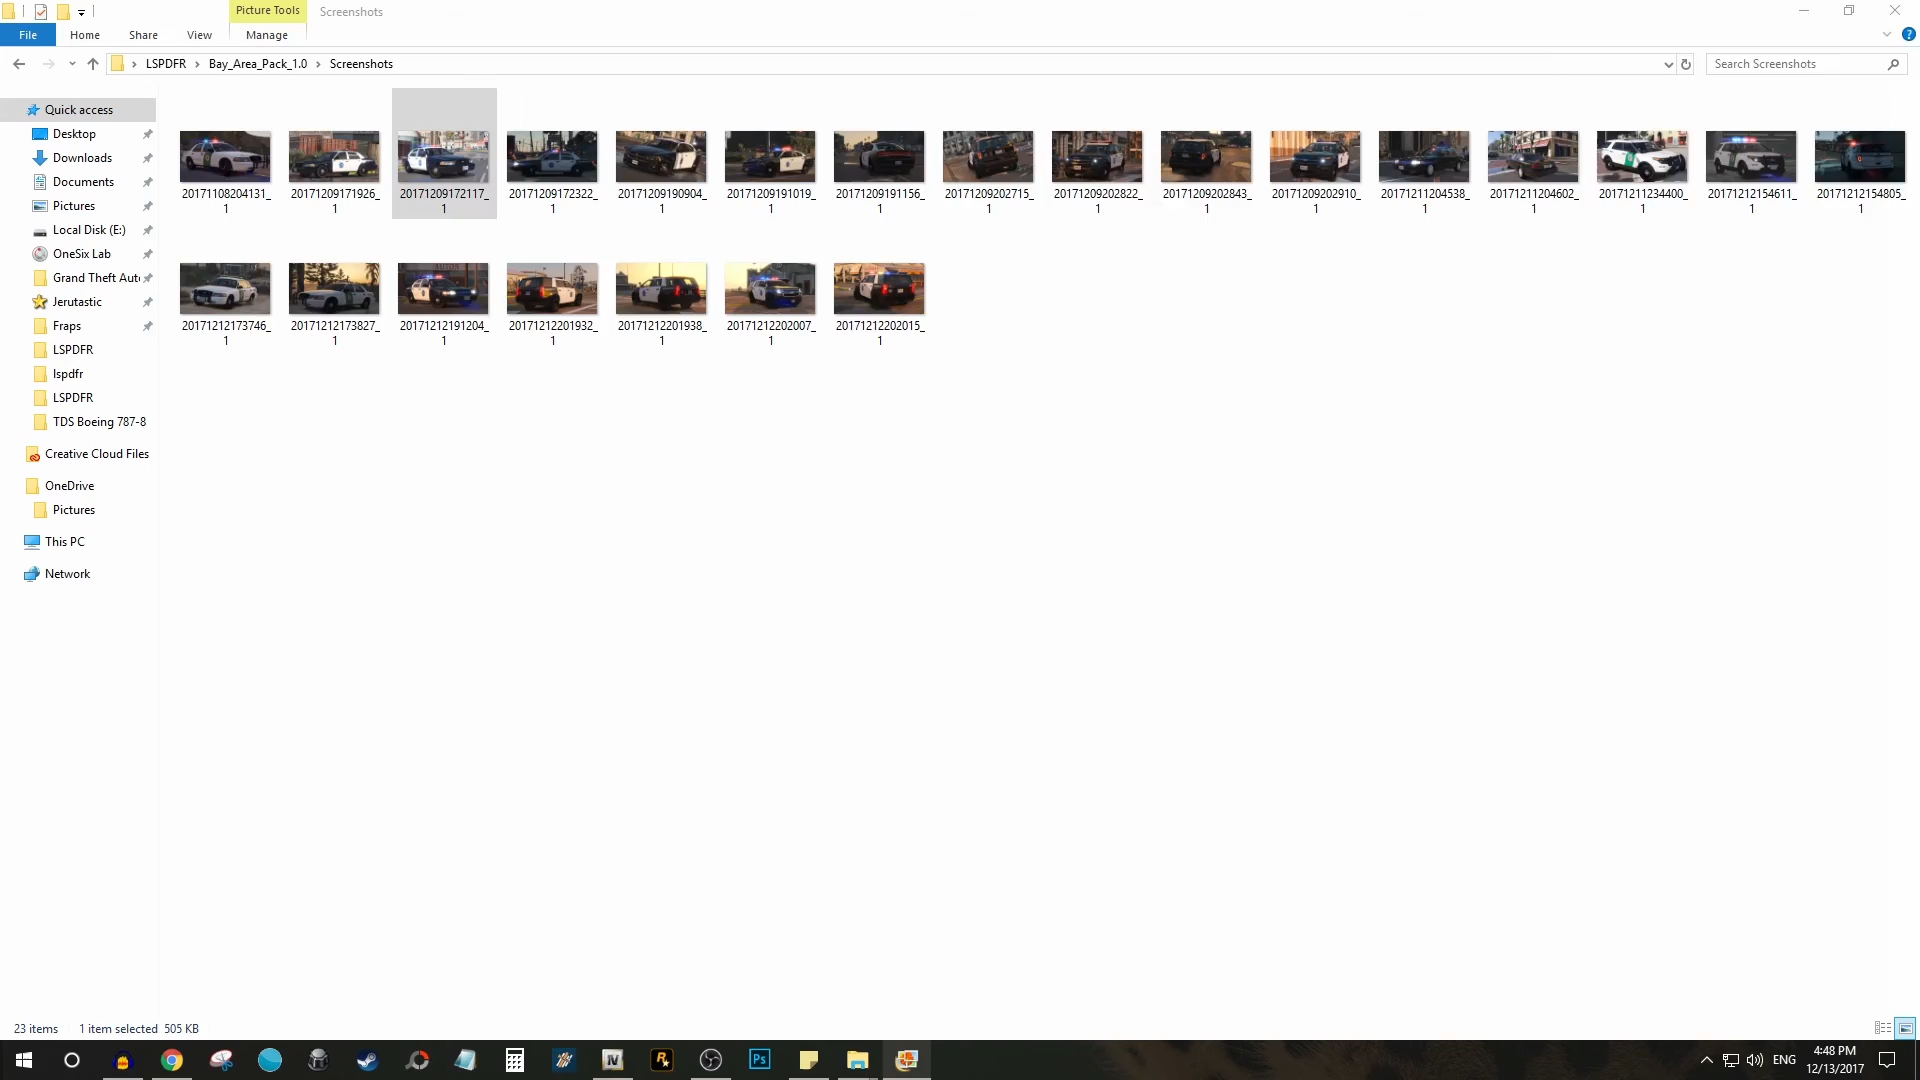 Picture Tools
Screenshots
File
Home
Share
View
Manage
LSPDFR
Bay_Area_Pack_1.0
Screenshots
Search Screenshots
Quick access
Desktop
Downloads
Documents
Pictures
Local Disk (E:)
OneSix Lab
Grand Theft Aut
Jerutastic
Fraps
LSPDFR
lspdfr
LSPDFR
TDS Boeing 787-8
Creative Cloud Files
OneDrive
Pictures
This PC
Network
20171108204131_
1
20171209171926_
1
20171209172117_
1
20171209172322_
1
20171209190904_
1
20171209191019_
1
20171209191156_
1
20171209202715_
1
20171209202822_
1
20171209202843_
1
20171209202910_
1
20171211204538_
1
20171211204602_
1
20171211234400_
1
20171212154611_
1
20171212154805_
1
20171212173746_
1
20171212173827_
1
20171212191204_
1
20171212201932_
1
20171212201938_
1
20171212202007_
1
20171212202015_
1
23 items
1 item selected 505 KB
IV
R
Ps
ENG
4:48 PM
12/13/2017